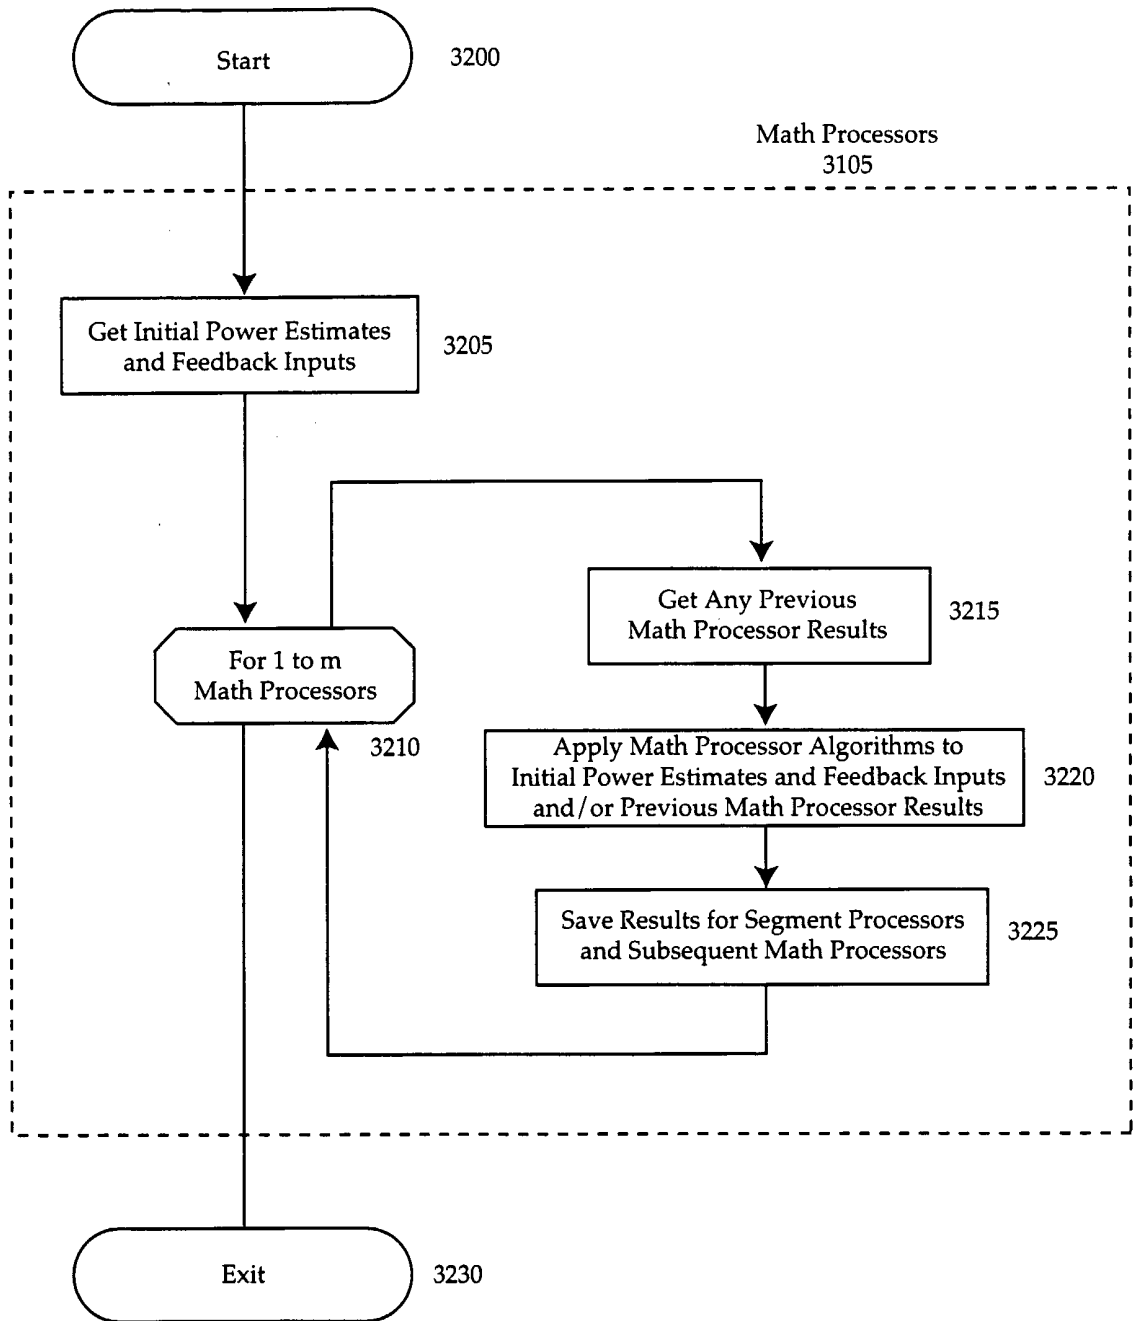 Start
3200
Math Processors
3105
Get Initial Power Estimates
and Feedback Inputs
3205
For 1 to m
Math Processors
3210
Get Any Previous
Math Processor Results
3215
Apply Math Processor Algorithms to
Initial Power Estimates and Feedback Inputs
and/or Previous Math Processor Results
3220
Save Results for Segment Processors
and Subsequent Math Processors
3225
Exit
3230